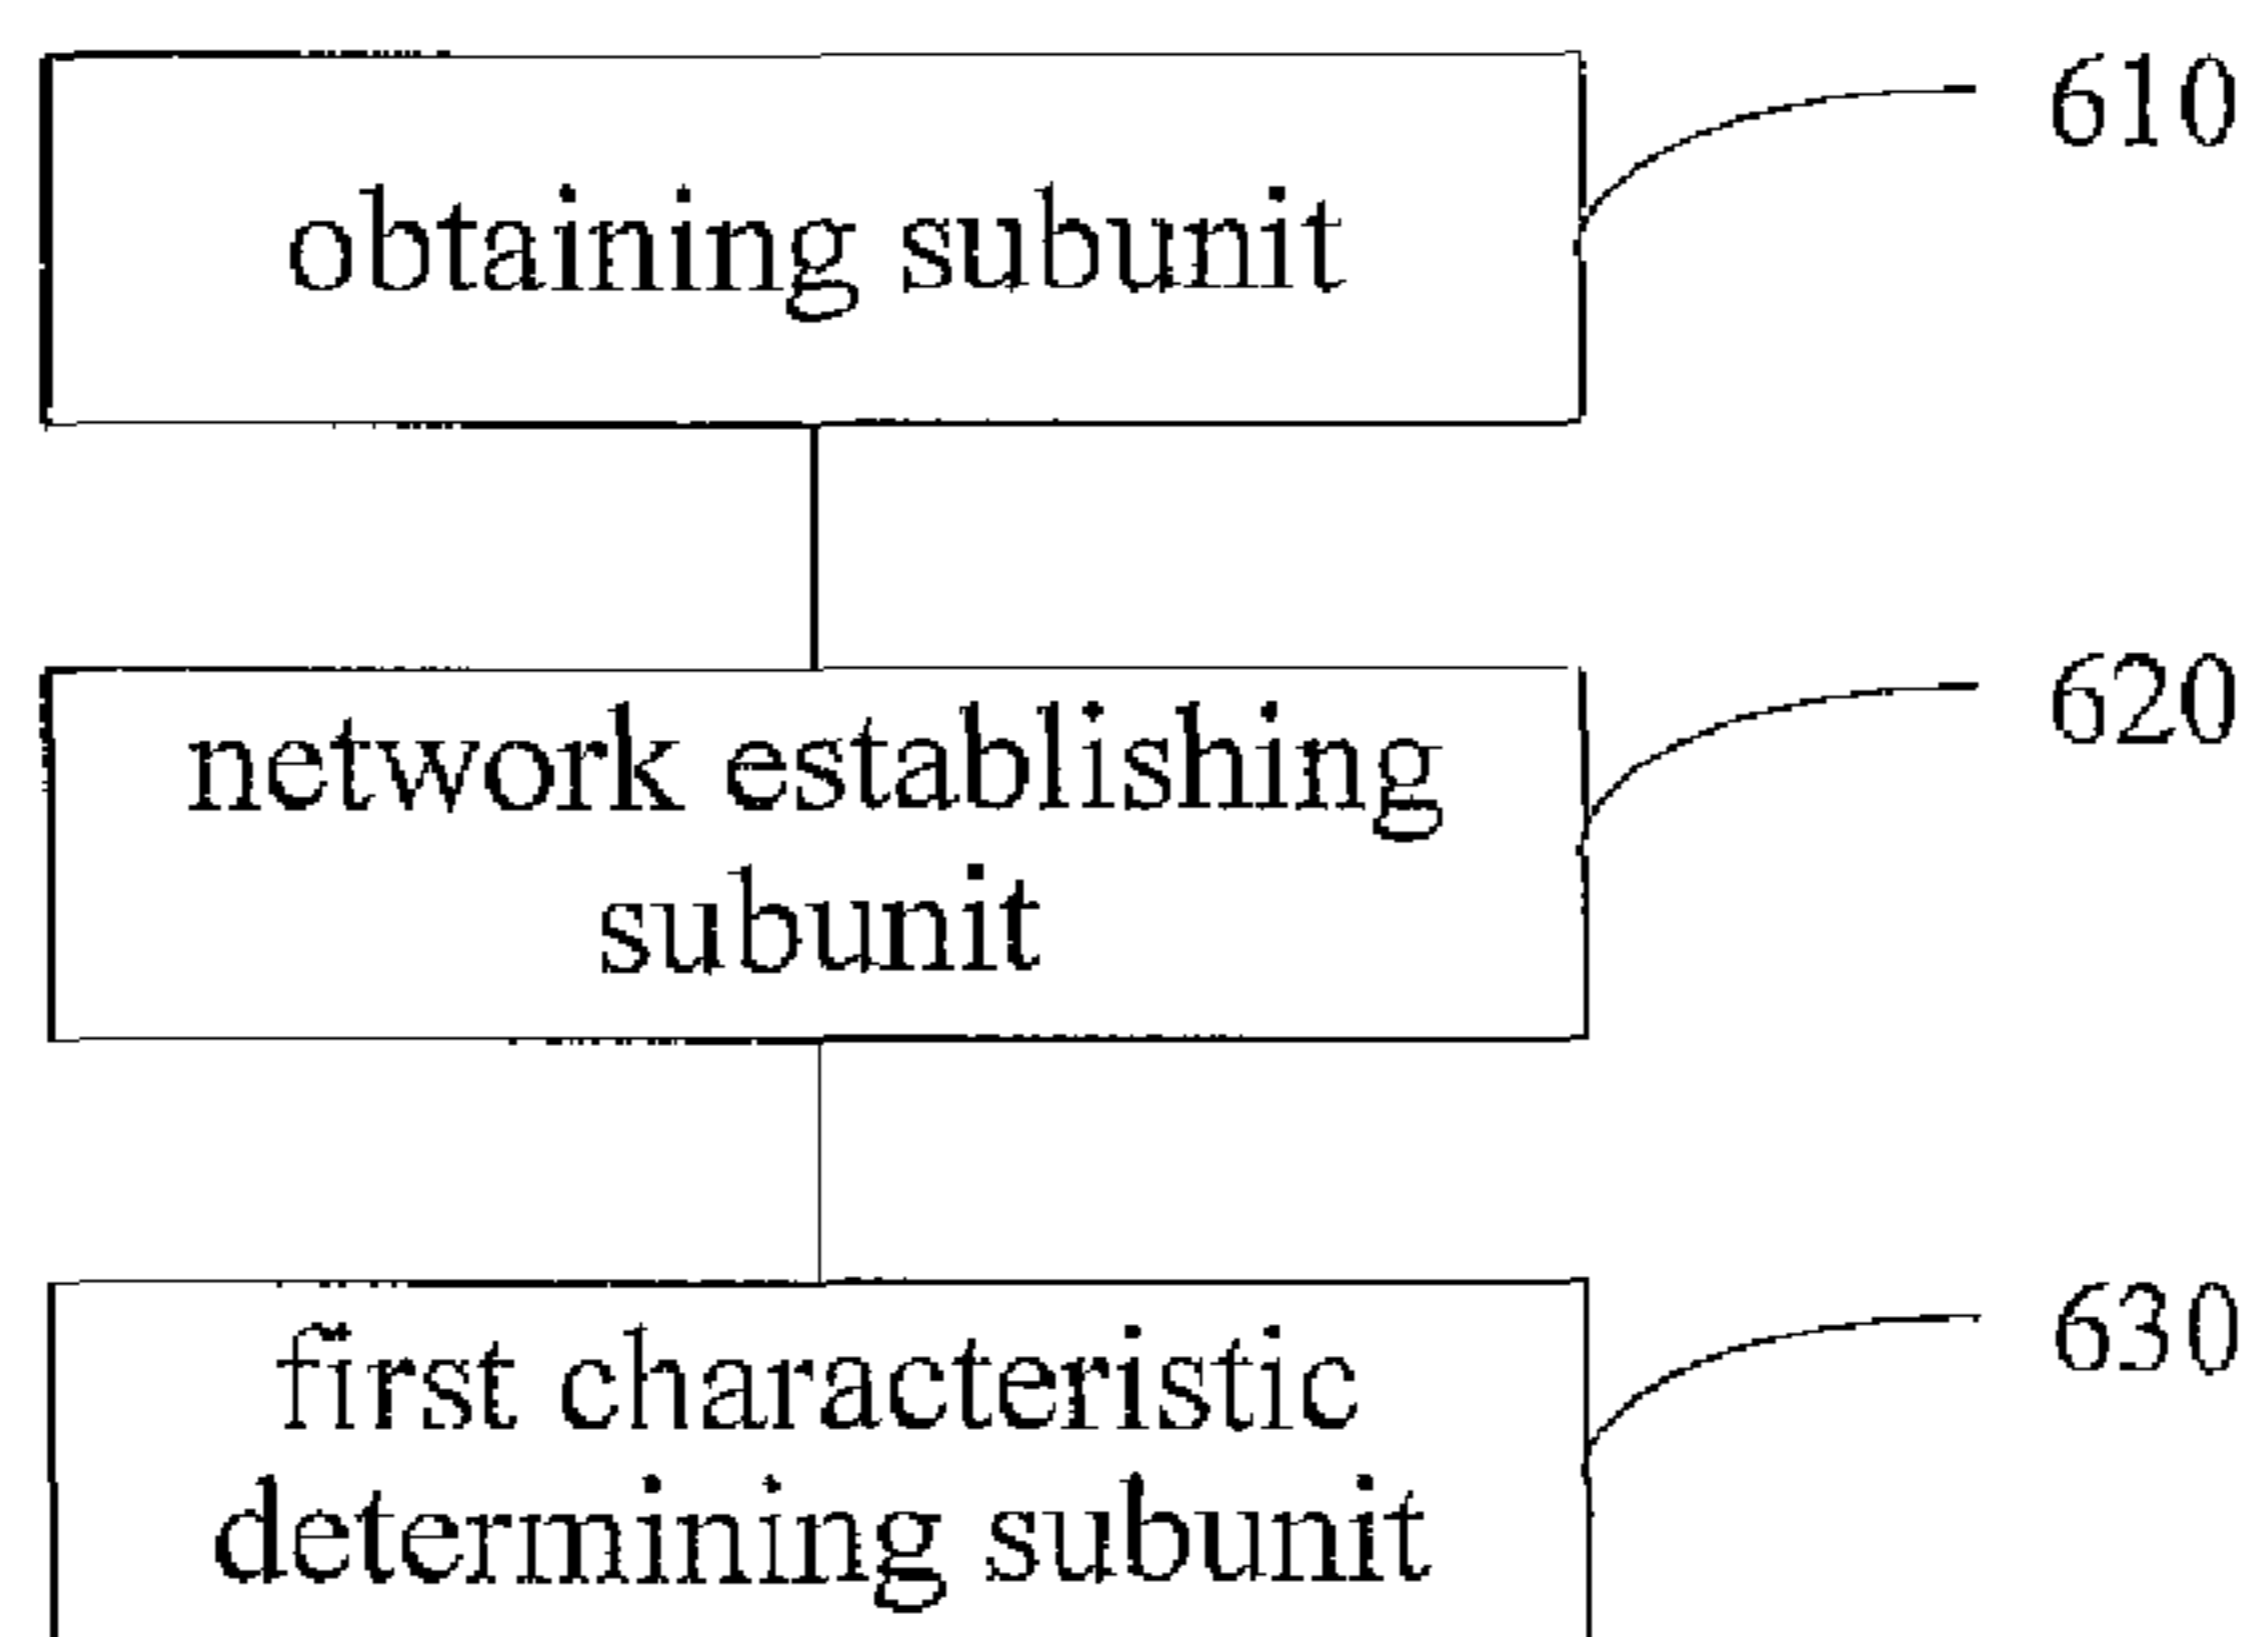 obtaining subunit
610
network establishing
subunit
620
first characteristic
determining subunit
630